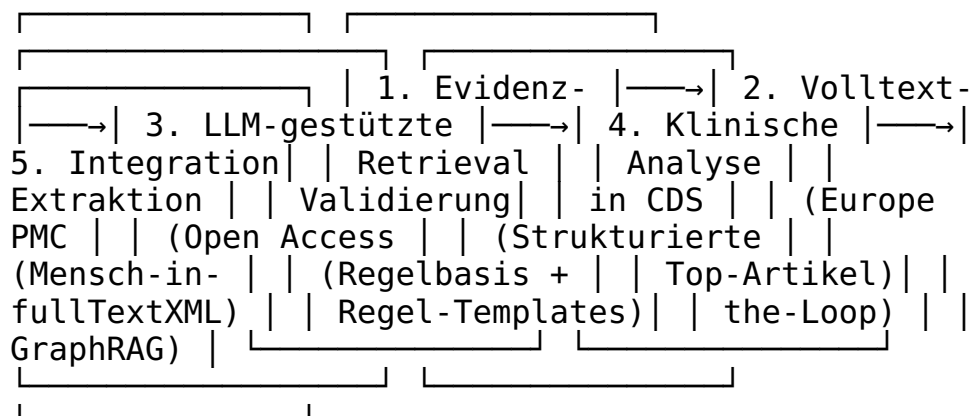 ┌──────────────┐ ┌───────────────┐
┌──────────────────┐ ┌───────────────┐
┌──────────────┐ │ 1. Evidenz- │──→│ 2. Volltext-
│──→│ 3. LLM-gestützte │──→│ 4. Klinische │──→│
5. Integration│ │ Retrieval │ │ Analyse │ │
Extraktion │ │ Validierung│ │ in CDS │ │ (Europe
PMC │ │ (Open Access │ │ (Strukturierte │ │
(Mensch-in- │ │ (Regelbasis + │ │ Top-Artikel)│ │
fullTextXML) │ │ Regel-Templates)│ │ the-Loop) │ │
GraphRAG) │ └──────────────┘ └───────────────┘
└──────────────────┘ └───────────────┘
└──────────────┘